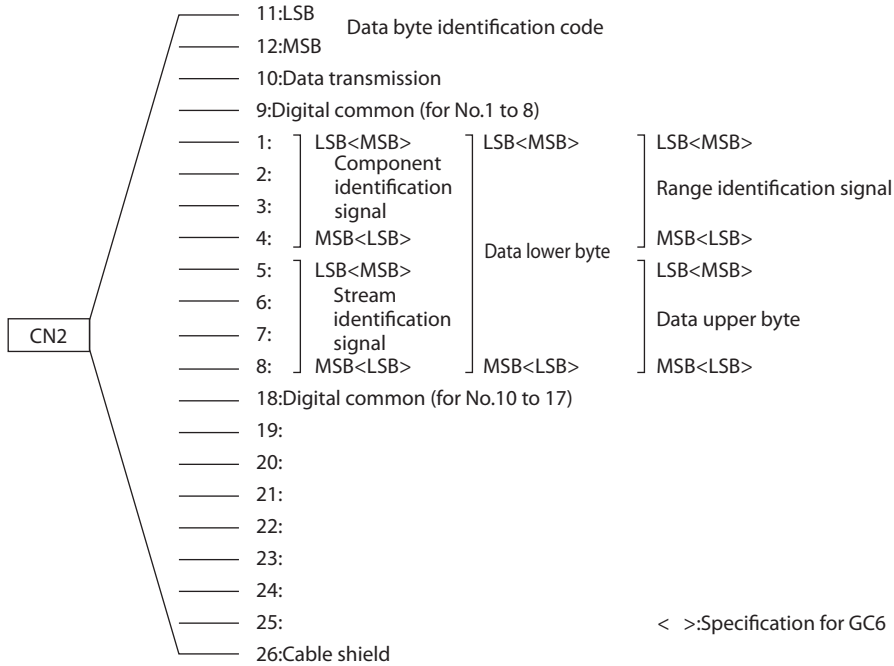 11:LSB
Data byte identification code
12:MSB
10:Data transmission
9:Digital common (for No.1 to 8)
1: LSB<MSB> LSB<MSB> LSB<MSB>
2: Component
identification
3: signal
Range identification signal
4: MSB<LSB> MSB<LSB>
Data lower byte
5: LSB<MSB> LSB<MSB>
6: Stream
identification
7: signal
Data upper byte
CN2
8: MSB<LSB> MSB<LSB> MSB<LSB>
18:Digital common (for No.10 to 17)
19:
20:
21:
22:
23:
24:
25:
< >:Specification for GC6
26:Cable shield